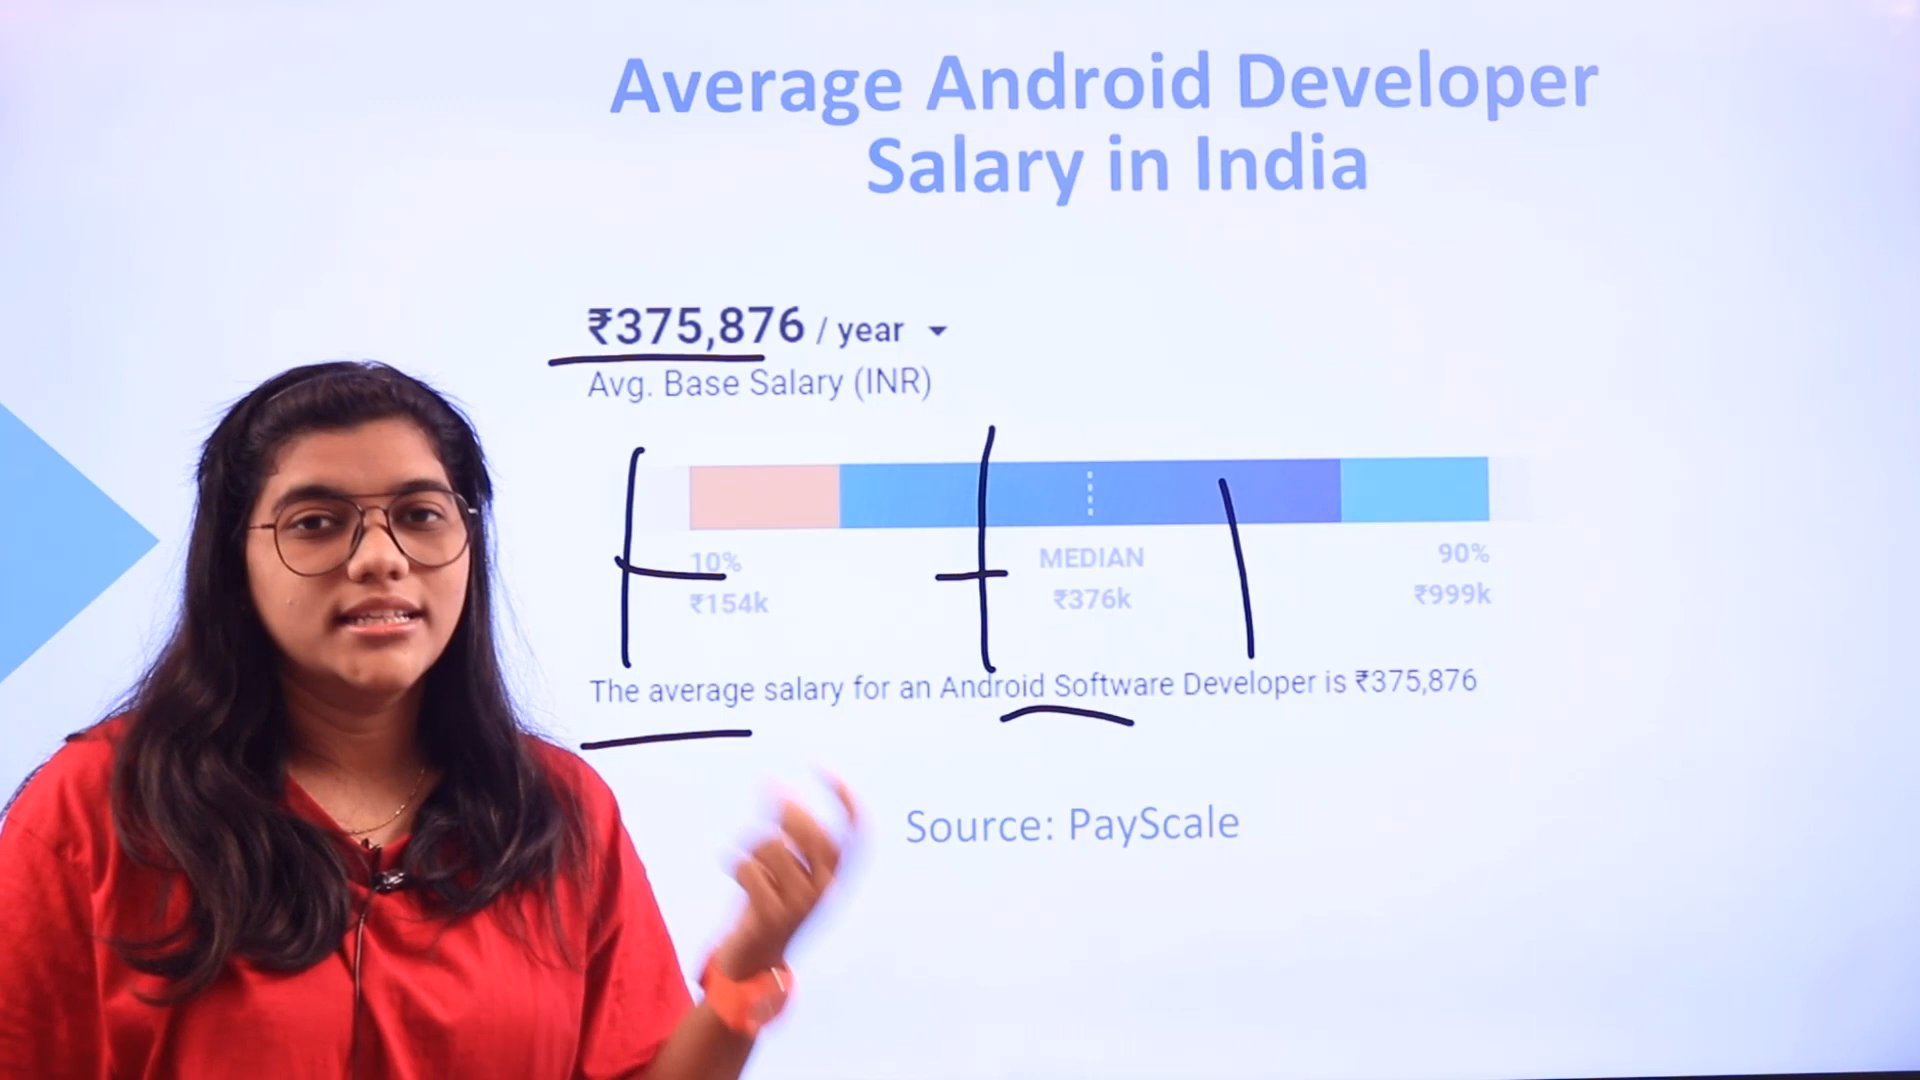 Average Android Developer
Salary in India
₹375,876 / year
Avg. Base Salary (INR)
10%
₹154k
MEDIAN
₹376k
90%
₹999k
The average salary for an Android Software Developer is ₹375,876
Source: PayScale